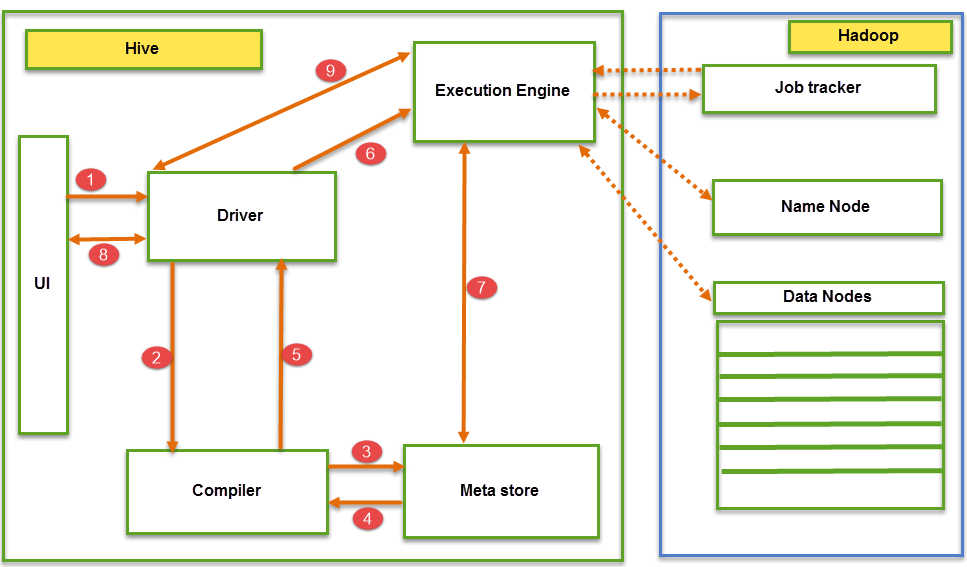 Hive
Hadoop
Execution Engine
Job tracker
9
6
1
Driver
Name Node
8
UI
7
Data Nodes
2
5
3
Compiler
Meta store
4